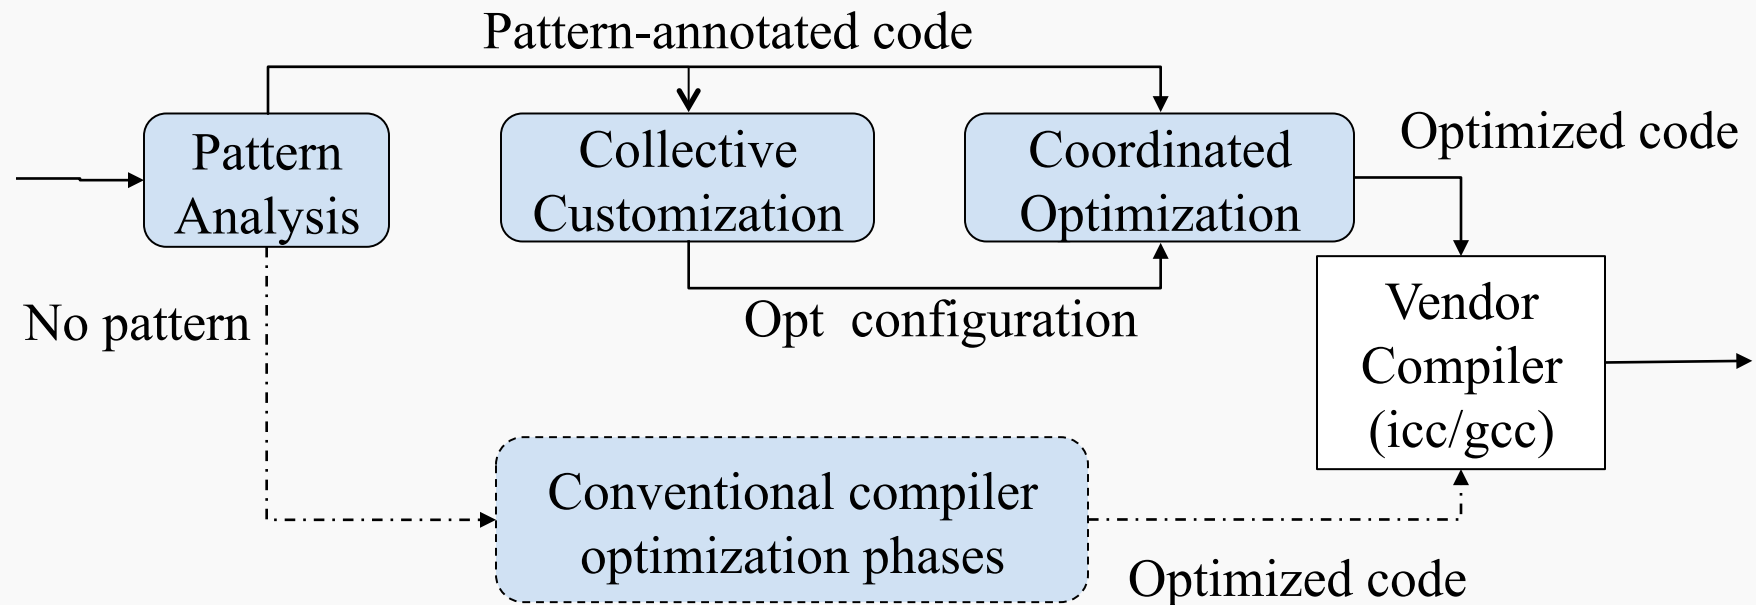 Pattern-annotated code
Pattern
Analysis
Collective
Customization
Coordinated
Optimization
Optimized code
No pattern
Opt configuration
Vendor
Compiler
(icc/gcc)
Conventional compiler
optimization phases
Optimized code